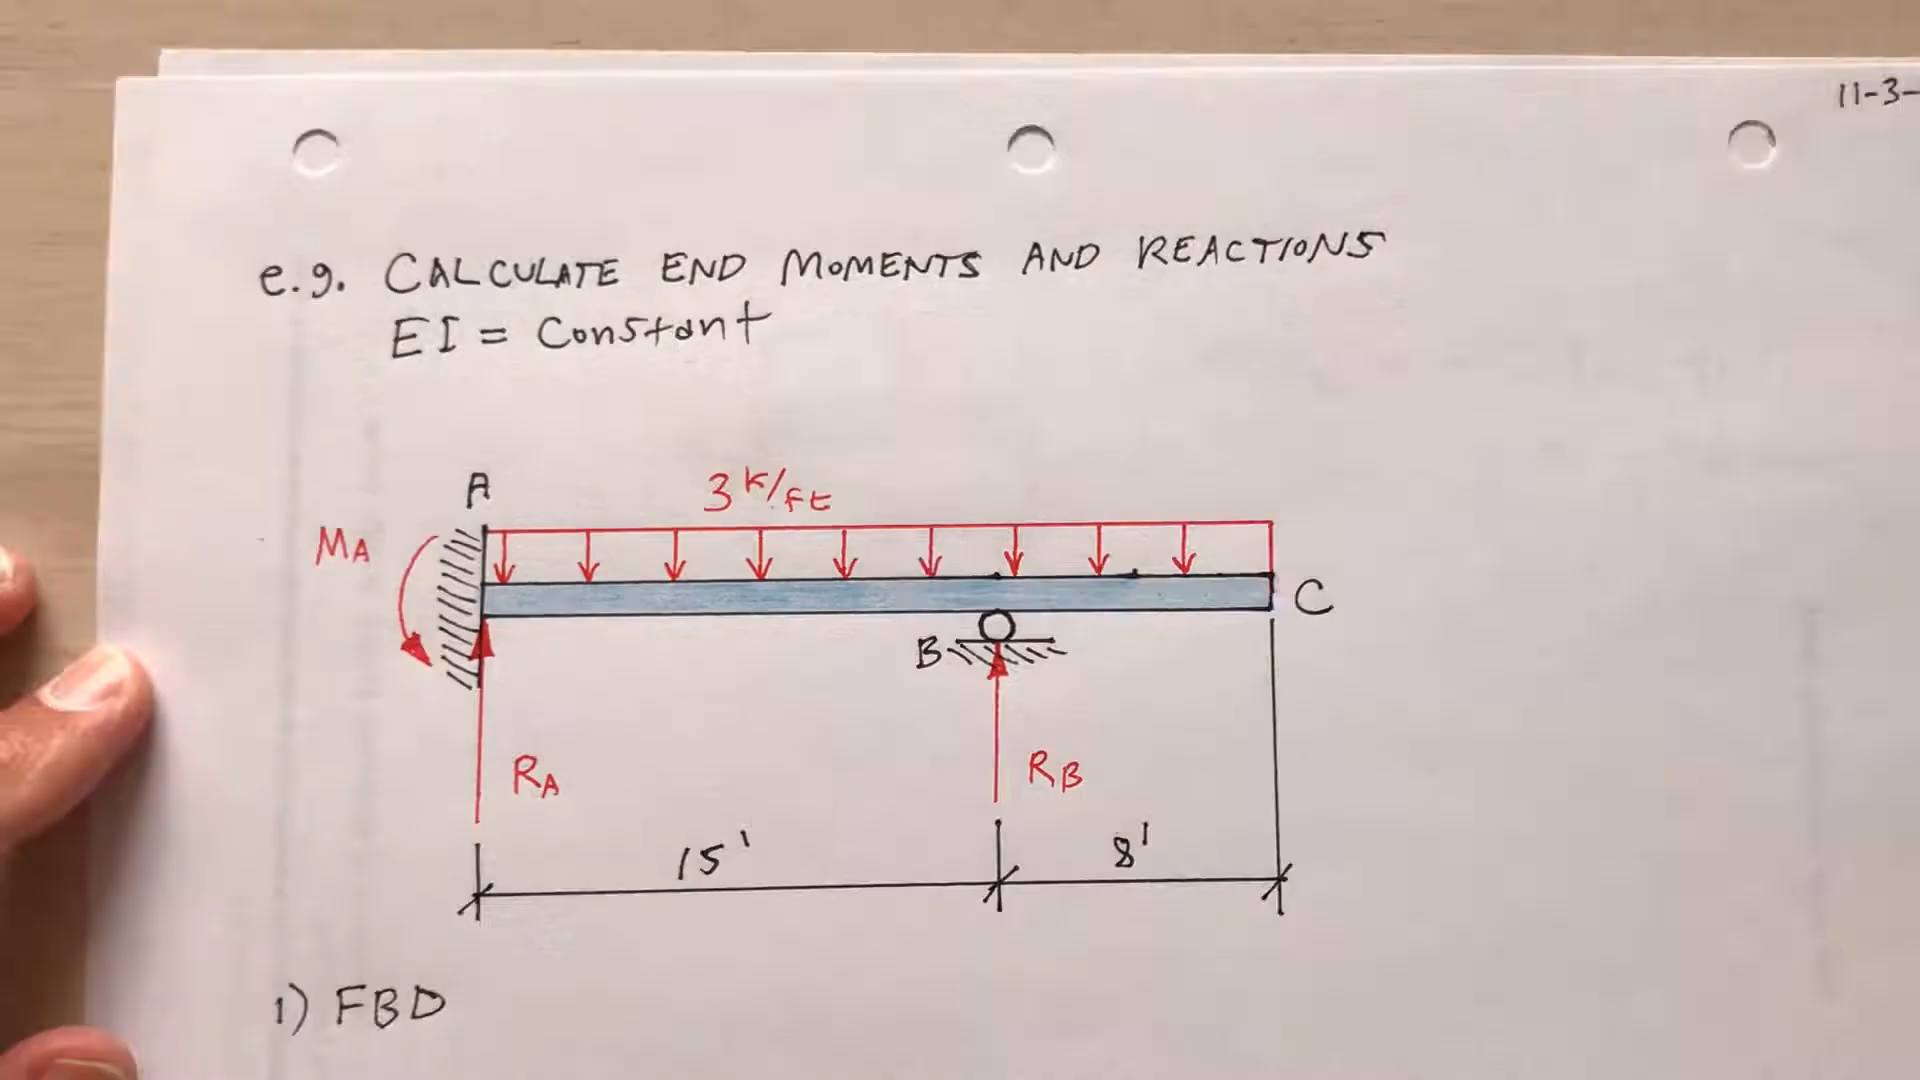 11-3-
e.g. CALCULATE END MOMENTS AND REACTIONS
EI = Constant
A
3 K/ft
MA
C
B
RA
RB
15'
8'
1) FBD